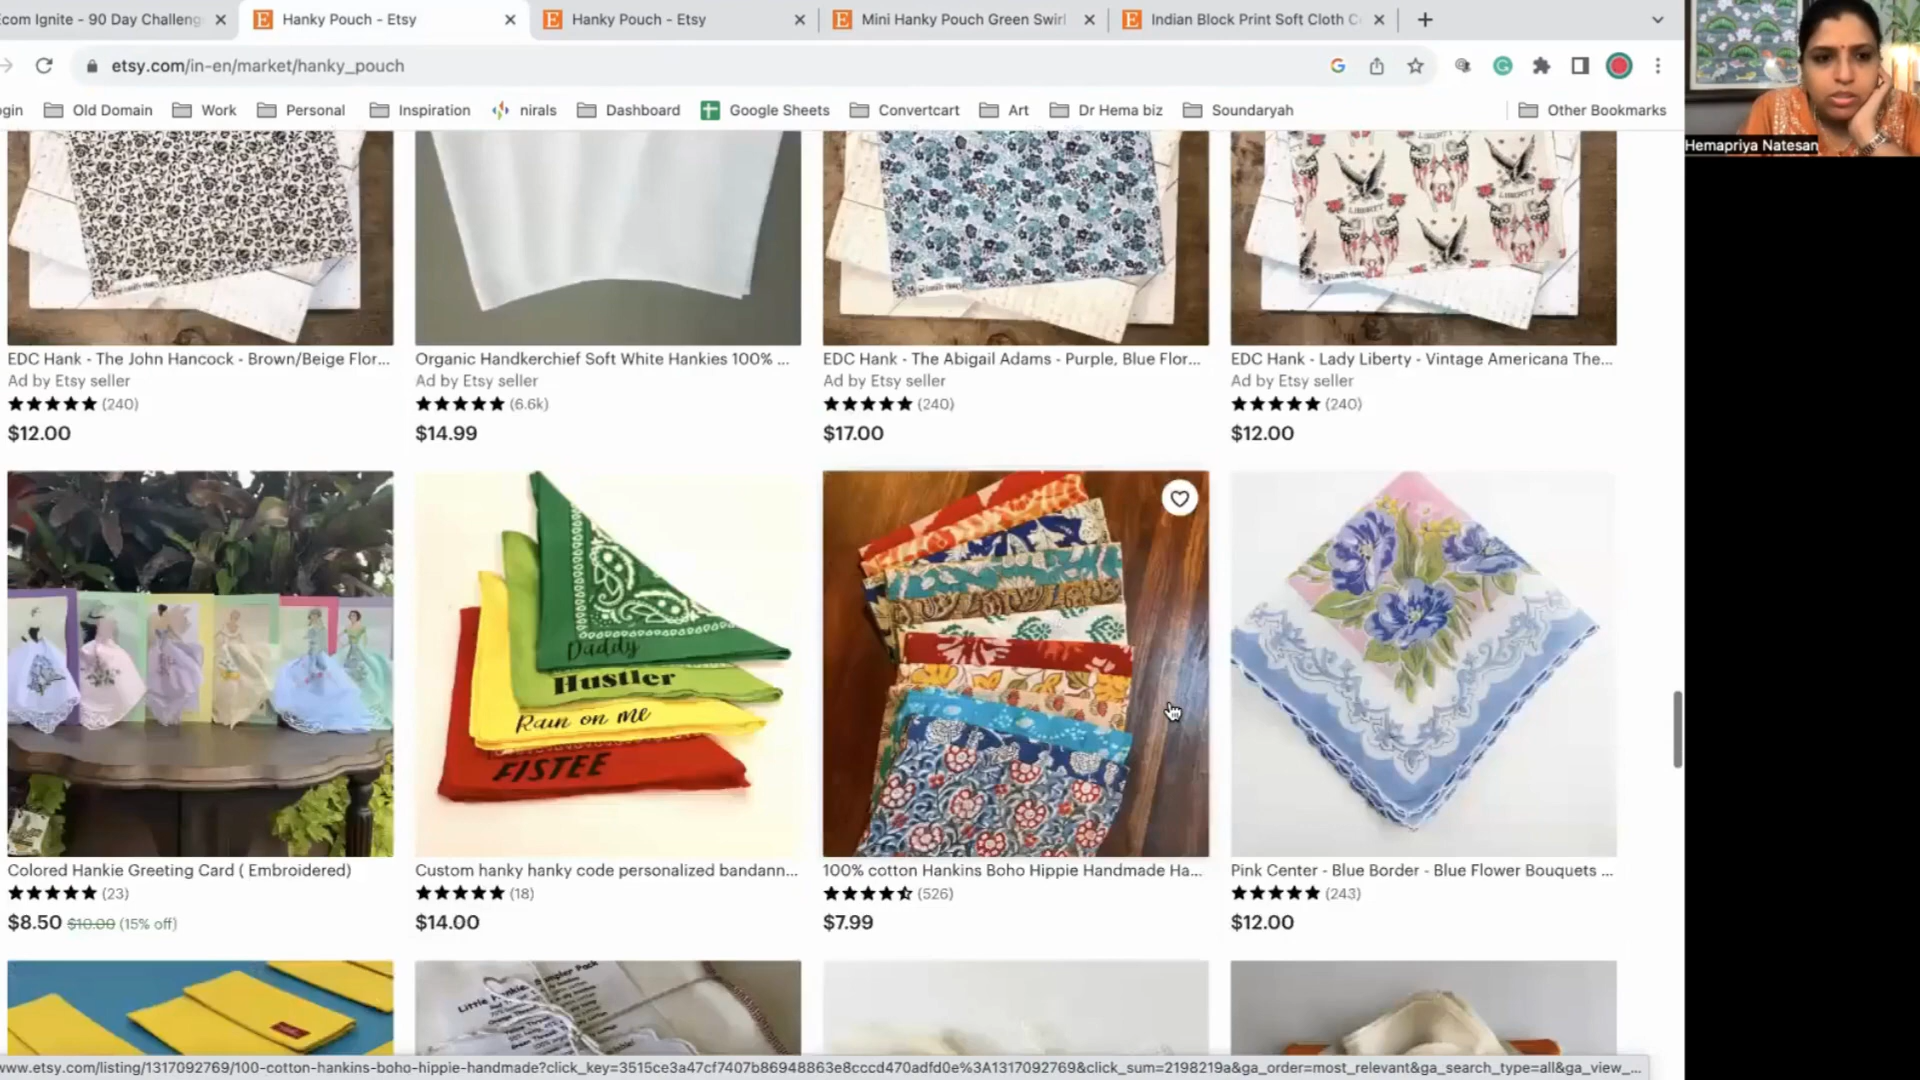 Ecom Ignite - 90 Day Challeng
Hanky Pouch - Etsy
Hanky Pouch - Etsy
Mini Hanky Pouch Green Swirl
Indian Block Print Soft Cloth C
etsy.com/in-en/market/hanky_pouch
Old Domain
Work
Personal
Inspiration
nirals
Dashboard
Google Sheets
Convertcart
Art
Dr Hema biz
Soundaryah
Other Bookmarks
Hemapriya Natesan
LIBERTY
EDC Hank - The John Hancock - Brown/Beige Flor...
Organic Handkerchief Soft White Hankies 100% ...
EDC Hank - The Abigail Adams - Purple, Blue Flor...
EDC Hank - Lady Liberty - Vintage Americana The...
Ad by Etsy seller
Ad by Etsy seller
Ad by Etsy seller
Ad by Etsy seller
(240)
(6.6k)
(240)
(240)
$12.00
$14.99
$17.00
$12.00
Daddy
Hustler
Rain on me
FISTEE
Colored Hankie Greeting Card ( Embroidered)
Custom hanky hanky code personalized bandann...
100% cotton Hankins Boho Hippie Handmade Ha...
Pink Center - Blue Border - Blue Flower Bouquets ...
(23)
(18)
(526)
(243)
$8.50 $10.00 (15% off)
$14.00
$7.99
$12.00
Little Hankie Sampler Pack
www.etsy.com/listing/1317092769/100-cotton-hankins-boho-hippie-handmade?click_key=3515ce3a47cf7407b86948863e8cccd470adfd0e%3A1317092769&click_sum=2198219a&ga_order=most_relevant&ga_search_type=all&ga_view_...